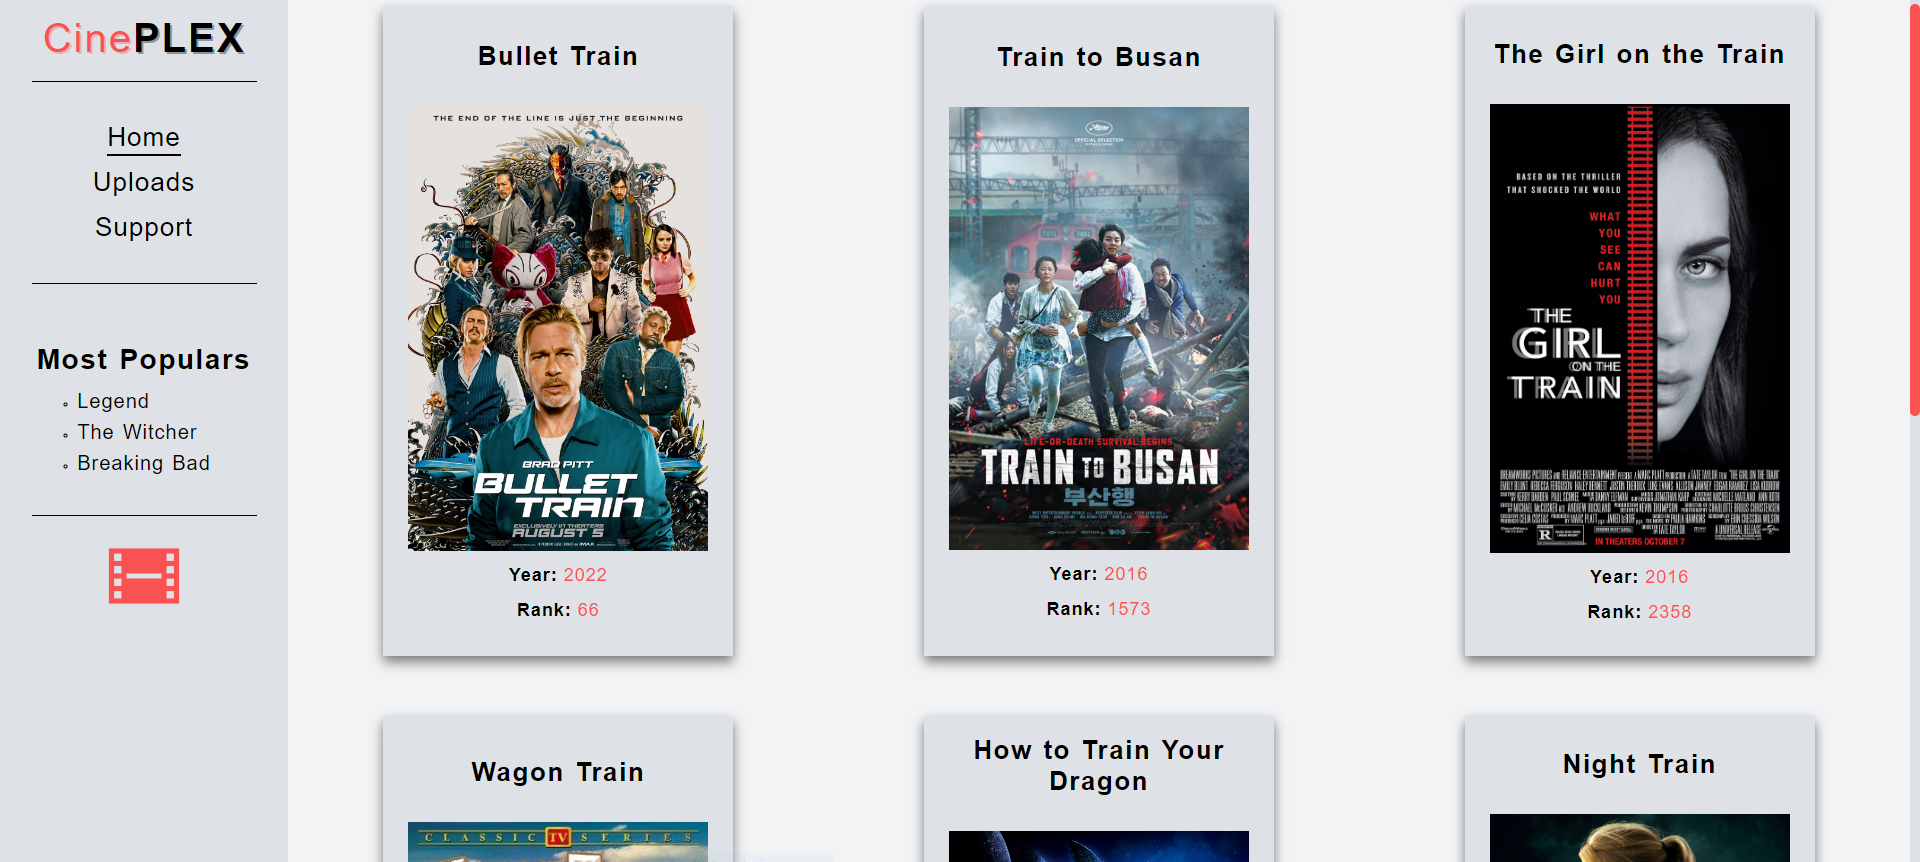 CinePLEX
Home
Uploads
Support
Most Populars
Legend
The Witcher
Breaking Bad
Bullet Train
THE END OF THE LINE IS JUST THE BEGINNING
BRAD PITT
BULLET
TRAIN
EXCLUSIVELY IN THEATERS
AUGUST 5
Year: 2022
Rank: 66
Train to Busan
OFFICIAL SELECTION
LIFE-OR-DEATH SURVIVAL BEGINS
TRAIN TO BUSAN
부산행
Year: 2016
Rank: 1573
The Girl on the Train
BASED ON THE THRILLER
THAT SHOCKED THE WORLD
WHAT
YOU
SEE
CAN
HURT
YOU
THE
GIRL
ON THE
TRAIN
R
IN THEATERS OCTOBER 7
Year: 2016
Rank: 2358
Wagon Train
CLASSIC TV SERIES
How to Train Your
Dragon
Night Train